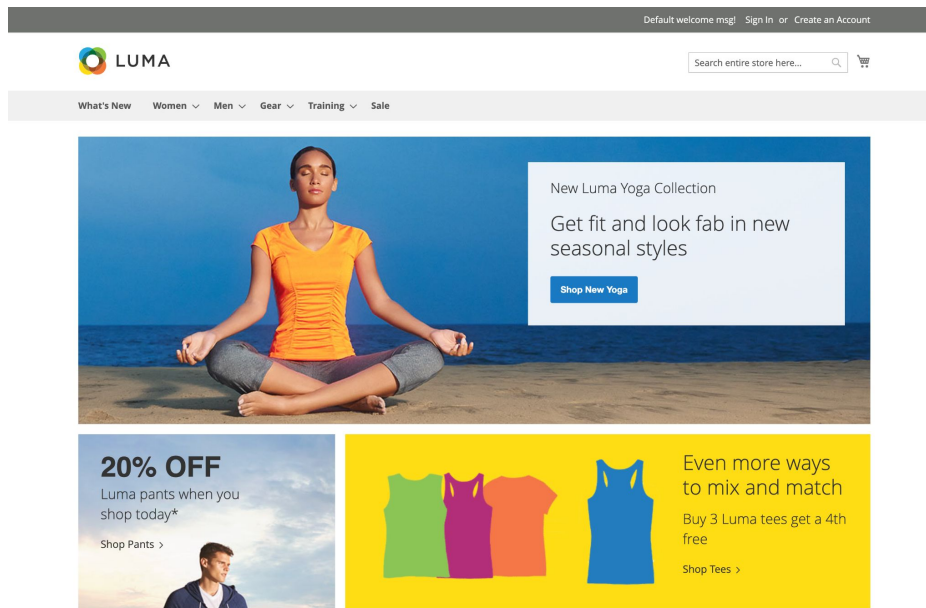 Default welcome msg! Sign In or Create an Account
LUMA
Search entire store here...
What's New Women Men Gear Training Sale
New Luma Yoga Collection
Get fit and look fab in new
seasonal styles
Shop New Yoga
20% OFF
Luma pants when you
shop today*
Shop Pants >
Even more ways
to mix and match
Buy 3 Luma tees get a 4th
free
Shop Tees >